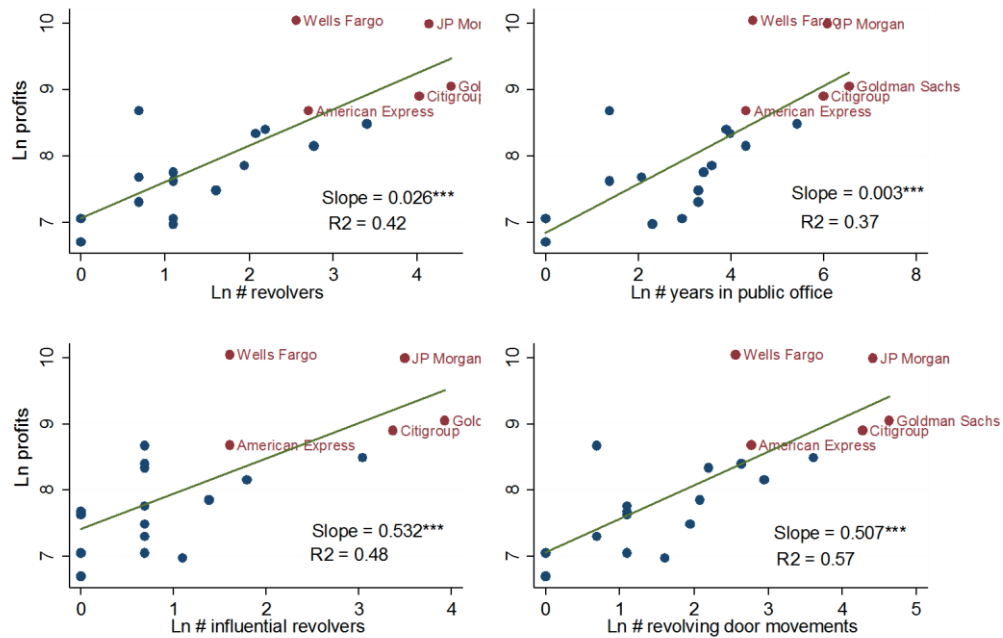 Ln profits
10
9
8
7
Wells Fargo
JP Morgan
Gol
Citigroup
American Express
Slope = 0.026***
R2 = 0.42
0 1 2 3 4
Ln # revolvers
10
9
8
7
Wells Fargo
JP Morgan
Goldman Sachs
Citigroup
American Express
Slope = 0.003***
R2 = 0.37
0 2 4 6 8
Ln # years in public office
Ln profits
10
9
8
7
Wells Fargo
JP Morgan
Golc
Citigroup
American Express
Slope = 0.532***
R2 = 0.48
0 1 2 3 4
Ln # influential revolvers
10
9
8
7
Wells Fargo
JP Morgan
Goldman Sachs
Citigroup
American Express
Slope = 0.507***
R2 = 0.57
0 1 2 3 4 5
Ln # revolving door movements